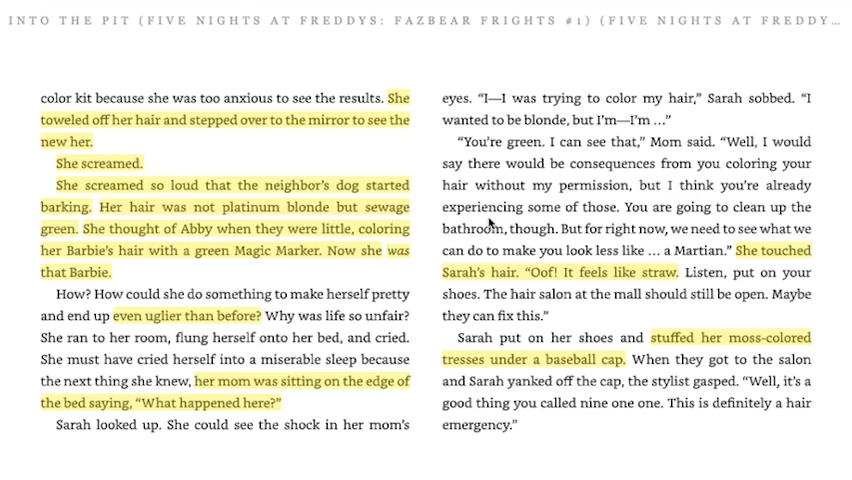 INTO THE PIT (FIVE NIGHTS AT FREDDYS: FAZBEAR FRIGHTS #1) (FIVE NIGHTS AT FREDDY...
color kit because she was too anxious to see the results. She
toweled off her hair and stepped over to the mirror to see the
new her.
She screamed.
She screamed so loud that the neighbor’s dog started
barking. Her hair was not platinum blonde but sewage
green. She thought of Abby when they were little, coloring
her Barbie’s hair with a green Magic Marker. Now she was
that Barbie.
How? How could she do something to make herself pretty
and end up even uglier than before? Why was life so unfair?
She ran to her room, flung herself onto her bed, and cried.
She must have cried herself into a miserable sleep because
the next thing she knew, her mom was sitting on the edge of
the bed saying, “What happened here?”
Sarah looked up. She could see the shock in her mom’s
eyes. “I—I was trying to color my hair,” Sarah sobbed. “I
wanted to be blonde, but I’m—I’m …”
“You’re green. I can see that,” Mom said. “Well, I would
say there would be consequences from you coloring your
hair without my permission, but I think you’re already
experiencing some of those. You are going to clean up the
bathroom, though. But for right now, we need to see what we
can do to make you look less like … a Martian.” She touched
Sarah’s hair. “Oof! It feels like straw. Listen, put on your
shoes. The hair salon at the mall should still be open. Maybe
they can fix this.”
Sarah put on her shoes and stuffed her moss-colored
tresses under a baseball cap. When they got to the salon
and Sarah yanked off the cap, the stylist gasped. “Well, it’s a
good thing you called nine one one. This is definitely a hair
emergency.”